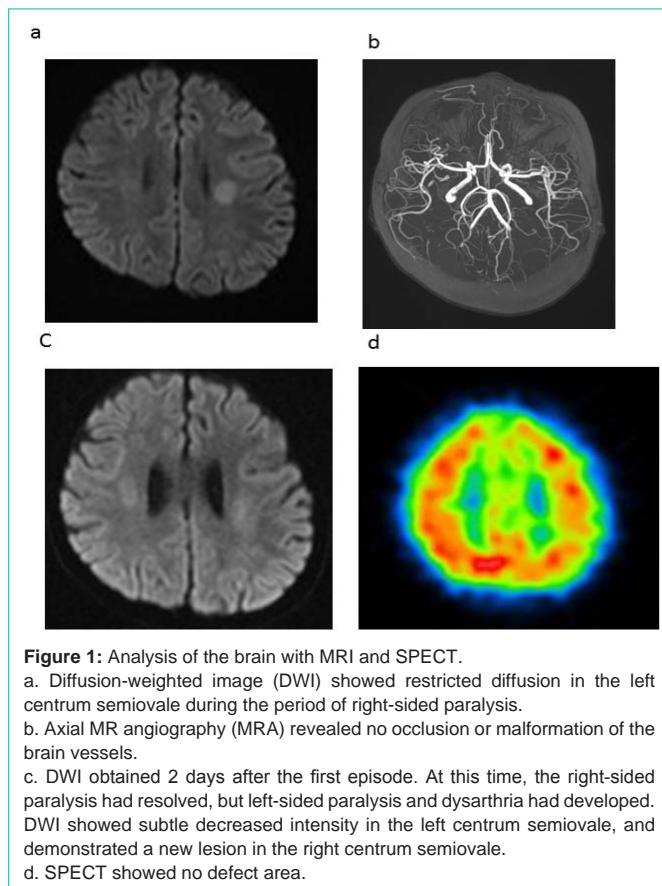 a
b
C
d
Figure 1: Analysis of the brain with MRI and SPECT.
a. Diffusion-weighted image (DWI) showed restricted diffusion in the left
centrum semiovale during the period of right-sided paralysis.
b. Axial MR angiography (MRA) revealed no occlusion or malformation of the
brain vessels.
c. DWI obtained 2 days after the first episode. At this time, the right-sided
paralysis had resolved, but left-sided paralysis and dysarthria had developed.
DWI showed subtle decreased intensity in the left centrum semiovale, and
demonstrated a new lesion in the right centrum semiovale.
d. SPECT showed no defect area.